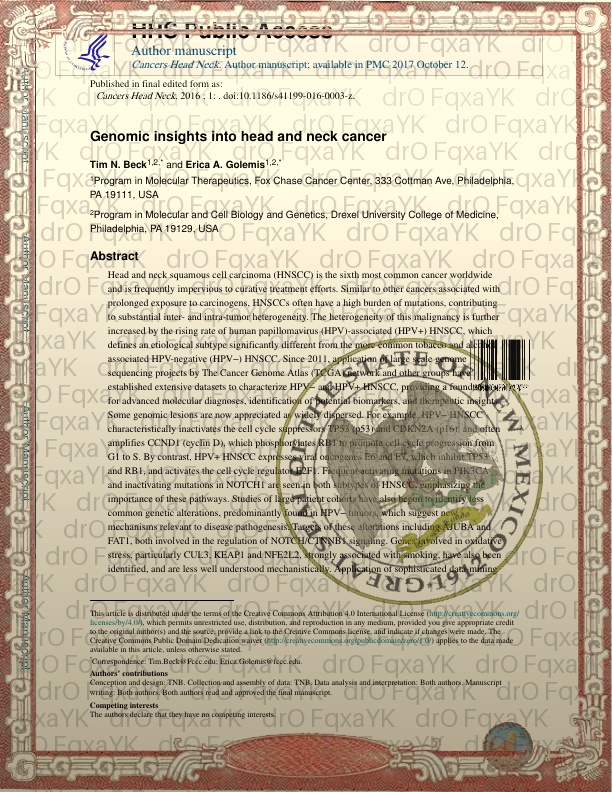 HHS Public Access
Author manuscript
Cancers Head Neck. Author manuscript; available in PMC 2017 October 12.
Published in final edited form as:
Cancers Head Neck. 2016 ; 1: . doi:10.1186/s41199-016-0003-z.
Genomic insights into head and neck cancer
Tim N. Beck1,2,* and Erica A. Golemis1,2,*
1Program in Molecular Therapeutics, Fox Chase Cancer Center, 333 Cottman Ave, Philadelphia,
PA 19111, USA
2Program in Molecular and Cell Biology and Genetics, Drexel University College of Medicine,
Philadelphia, PA 19129, USA
Abstract
Head and neck squamous cell carcinoma (HNSCC) is the sixth most common cancer worldwide
and is frequently impervious to curative treatment efforts. Similar to other cancers associated with
prolonged exposure to carcinogens, HNSCCs often have a high burden of mutations, contributing
to substantial inter- and intra-tumor heterogeneity. The heterogeneity of this malignancy is further
increased by the rising rate of human papillomavirus (HPV)-associated (HPV+) HNSCC, which
defines an etiological subtype significantly different from the more common tobacco and alcohol
associated HPV-negative (HPV−) HNSCC. Since 2011, application of large scale genome
sequencing projects by The Cancer Genome Atlas (TCGA) network and other groups have
established extensive datasets to characterize HPV− and HPV+ HNSCC, providing a foundation
for advanced molecular diagnoses, identification of potential biomarkers, and therapeutic insights.
Some genomic lesions are now appreciated as widely dispersed. For example, HPV− HNSCC
characteristically inactivates the cell cycle suppressors TP53 (p53) and CDKN2A (p16), and often
amplifies CCND1 (cyclin D), which phosphorylates RB1 to promote cell cycle progression from
G1 to S. By contrast, HPV+ HNSCC expresses viral oncogenes E6 and E7, which inhibit TP53
and RB1, and activates the cell cycle regulator E2F1. Frequent activating mutations in PIK3CA
and inactivating mutations in NOTCH1 are seen in both subtypes of HNSCC, emphasizing the
importance of these pathways. Studies of large patient cohorts have also begun to identify less
common genetic alterations, predominantly found in HPV− tumors, which suggest new
mechanisms relevant to disease pathogenesis. Targets of these alterations including AJUBA and
FAT1, both involved in the regulation of NOTCH/CTNNB1 signaling. Genes involved in oxidative
stress, particularly CUL3, KEAP1 and NFE2L2, strongly associated with smoking, have also been
identified, and are less well understood mechanistically. Application of sophisticated data-mining
This article is distributed under the terms of the Creative Commons Attribution 4.0 International License (http://creativecommons.org/
licenses/by/4.0/), which permits unrestricted use, distribution, and reproduction in any medium, provided you give appropriate credit
to the original author(s) and the source, provide a link to the Creative Commons license, and indicate if changes were made. The
Creative Commons Public Domain Dedication waiver (http://creativecommons.org/publicdomain/zero/1.0/) applies to the data made
available in this article, unless otherwise stated.
*Correspondence: Tim.Beck@Fccc.edu; Erica.Golemis@fccc.edu.
Authors' contributions
Conception and design: TNB. Collection and assembly of data: TNB; Data analysis and interpretation: Both authors. Manuscript
writing: Both authors. Both authors read and approved the final manuscript.
Competing interests
The authors declare that they have no competing interests.
Author Manuscript
Author Manuscript
Author Manuscript
Author Manuscript
drO FqxaYK
GREAT SEAL OF THE STATE OF NEW MEXICO
1912